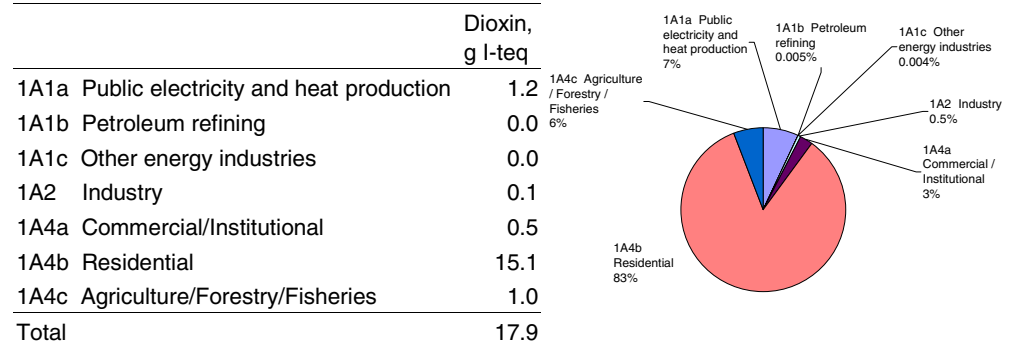 Dioxin,
g I-teq
1A1a Public electricity and heat production 1.2
1A1b Petroleum refining 0.0
1A1c Other energy industries 0.0
1A2 Industry 0.1
1A4a Commercial/Institutional 0.5
1A4b Residential 15.1
1A4c Agriculture/Forestry/Fisheries 1.0
Total 17.9
1A1a Public
electricity and
heat production
7%
1A1b Petroleum
refining
0.005%
1A1c Other
energy industries
0.004%
1A4c Agriculture
/ Forestry /
Fisheries
6%
1A2 Industry
0.5%
1A4a
Commercial /
Institutional
3%
1A4b
Residential
83%